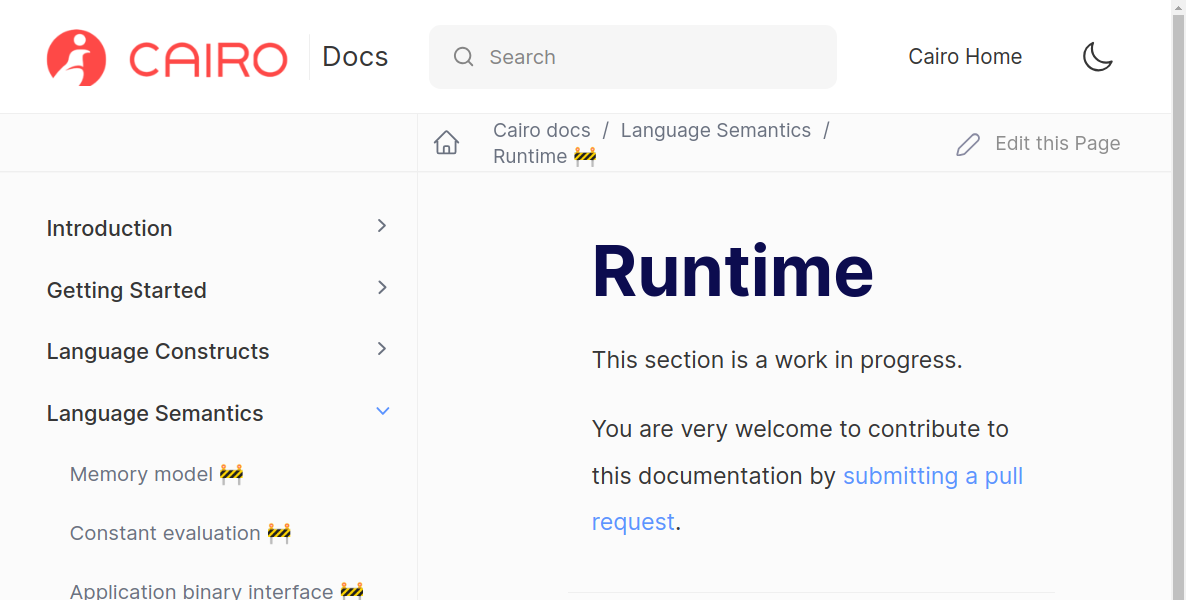 CAIRO Docs
Search
Cairo Home
Cairo docs / Language Semantics /
Runtime 🚧
Edit this Page
Introduction
Getting Started
Language Constructs
Language Semantics
Memory model 🚧
Constant evaluation 🚧
Application binary interface 🚧
Runtime
This section is a work in progress.
You are very welcome to contribute to
this documentation by submitting a pull
request.